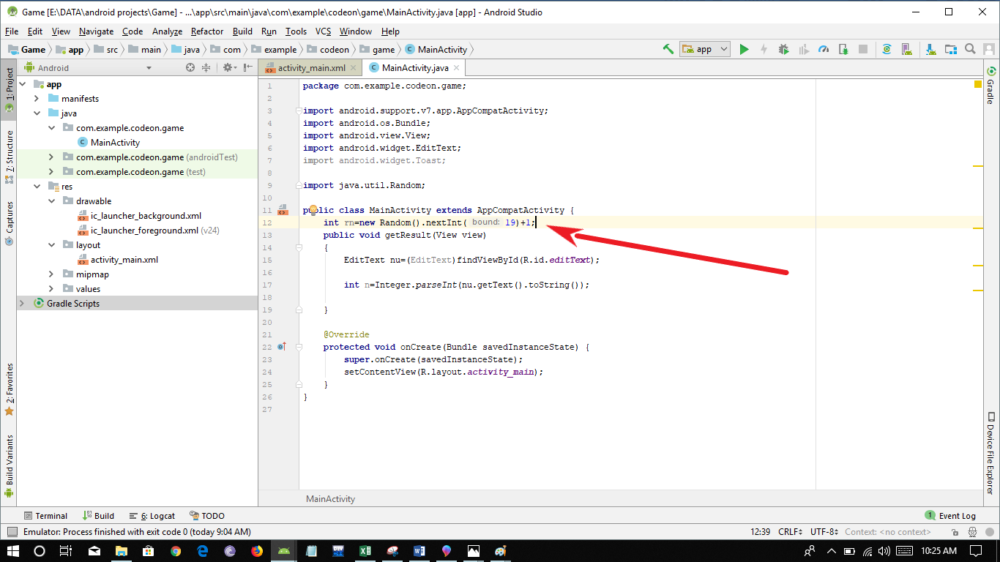 Game [E:\DATA\android projects\Game] - ...\app\src\main\java\com\example\codeon\game\MainActivity.java [app] - Android Studio
File Edit View Navigate Code Analyze Refactor Build Run Tools VCS Window Help
Game app src main java com example codeon game MainActivity app
Android
activity_main.xml MainActivity.java
1: Project
7: Structure
Captures
2: Favorites
Build Variants
app
manifests
java
com.example.codeon.game
MainActivity
com.example.codeon.game (androidTest)
com.example.codeon.game (test)
res
drawable
ic_launcher_background.xml
ic_launcher_foreground.xml (v24)
layout
activity_main.xml
mipmap
values
Gradle Scripts
1 package com.example.codeon.game;
2
3 import android.support.v7.app.AppCompatActivity;
4 import android.os.Bundle;
5 import android.view.View;
6 import android.widget.EditText;
7 import android.widget.Toast;
8
9 import java.util.Random;
10
11 public class MainActivity extends AppCompatActivity {
12 int rn=new Random().nextInt( bound: 19)+1;
13 public void getResult(View view)
14 {
15 EditText nu=(EditText)findViewById(R.id.editText);
16
17 int n=Integer.parseInt(nu.getText().toString());
18
19 }
20
21 @Override
22 protected void onCreate(Bundle savedInstanceState) {
23 super.onCreate(savedInstanceState);
24 setContentView(R.layout.activity_main);
25 }
26 }
27
MainActivity
Gradle
Device File Explorer
Terminal Build 6: Logcat TODO 1 Event Log
Emulator: Process finished with exit code 0 (today 9:04 AM) 12:39 CRLF UTF-8 Context: <no context>
10:25 AM